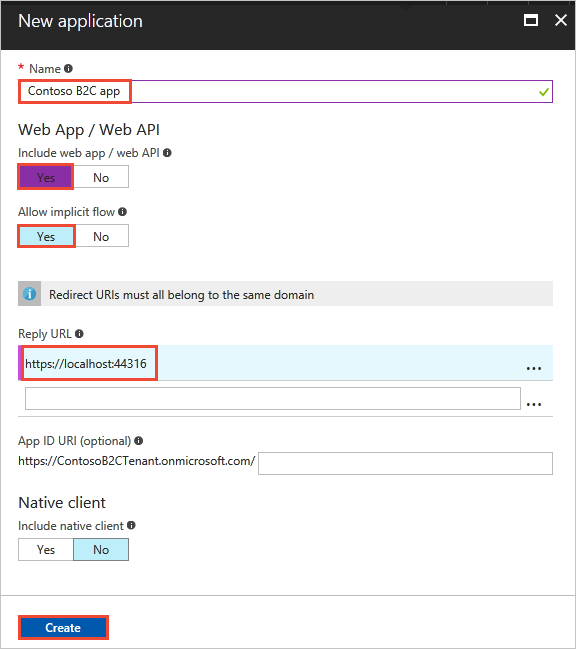 New application
* Name
Contoso B2C app
Web App / Web API
Include web app / web API
Yes No
Allow implicit flow
Yes No
Redirect URIs must all belong to the same domain
Reply URL
https://localhost:44316 ...
...
App ID URI (optional)
https://ContosoB2CTenant.onmicrosoft.com/
Native client
Include native client
Yes No
Create